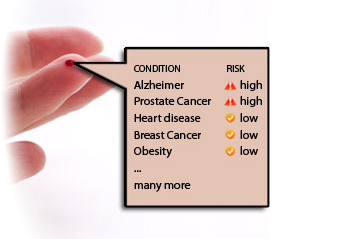 CONDITION RISK
Alzheimer high
Prostate Cancer high
Heart disease low
Breast Cancer low
Obesity low
...
many more